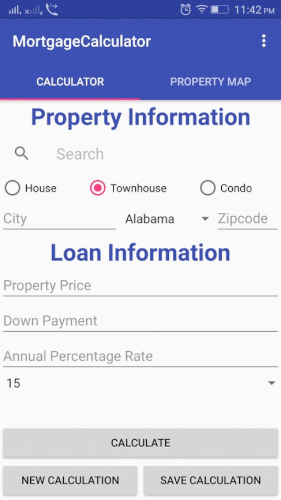 11:42 PM
MortgageCalculator
CALCULATOR PROPERTY MAP
Property Information
Search
House Townhouse Condo
City Alabama Zipcode
Loan Information
Property Price
Down Payment
Annual Percentage Rate
15
CALCULATE
NEW CALCULATION SAVE CALCULATION